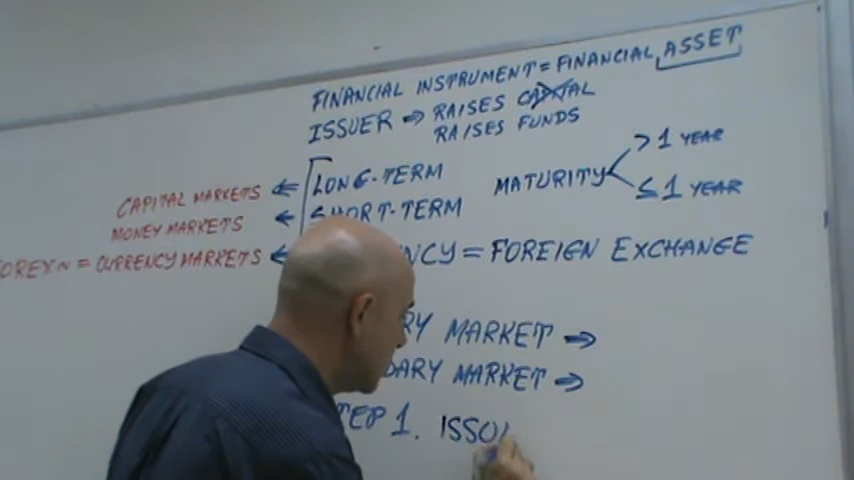 FINANCIAL INSTRUMENT = FINANCIAL ASSET
ISSUER ⇒ RAISES CAPITAL
RAISES FUNDS
CAPITAL MARKETS ⇐ LONG-TERM
MONEY MARKETS ← SHORT-TERM
MATURITY
> 1 YEAR
≤ 1 YEAR
= CURRENCY MARKETS ⇐ = FOREIGN EXCHANGE
MARKET ⇒
MARKET ⇒
1. ISSU